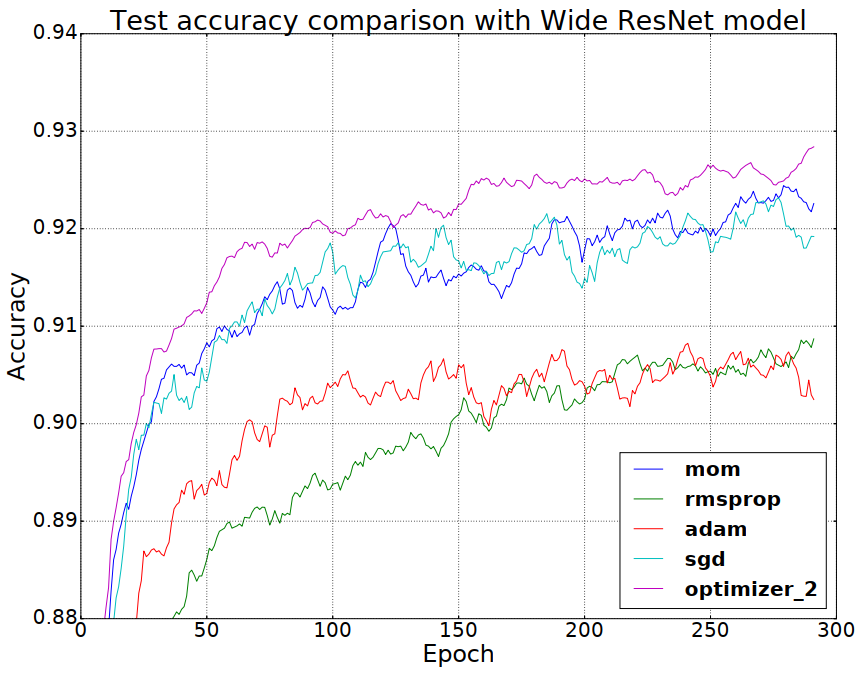 Test accuracy comparison with Wide ResNet model
0.94
0.93
0.92
0.91
0.90
0.89
0.88
Accuracy
0
50
100
150
200
250
300
Epoch
mom
rmsprop
adam
sgd
optimizer_2